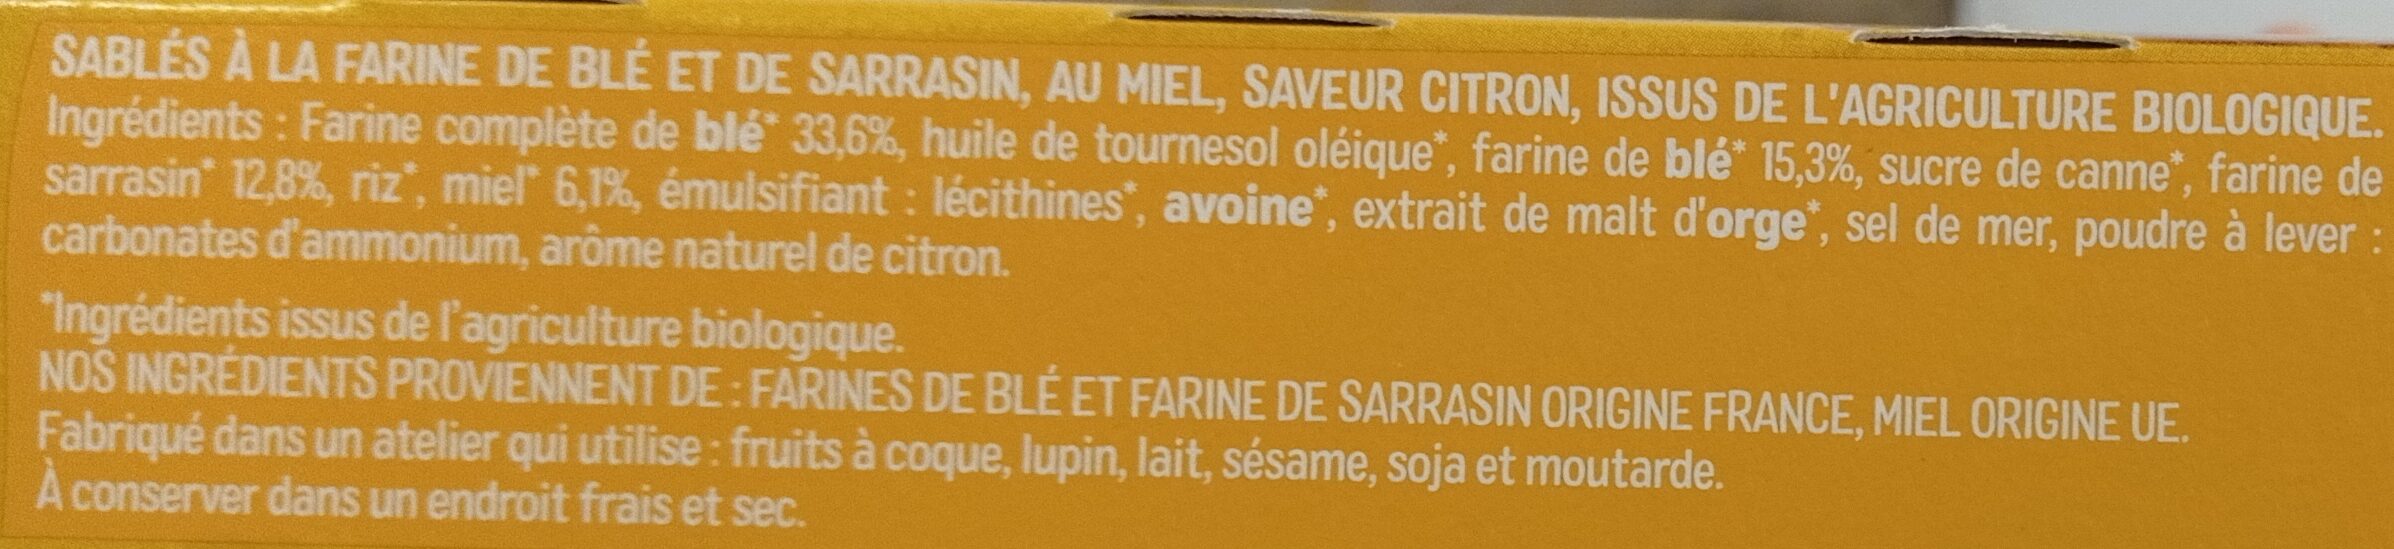 SABLÉS À LA FARINE DE BLÉ ET DE SARRASIN, AU MIEL, SAVEUR CITRON, ISSUS DE L'AGRICULTURE BIOLOGIQUE.
Ingrédients : Farine complète de blé* 33,6%, huile de tournesol oléique*, farine de blé* 15,3%, sucre de canne*, farine de
sarrasin* 12,8%, riz*, miel* 6,1%, émulsifiant : lécithines*, avoine*, extrait de malt d'orge*, sel de mer, poudre à lever :
carbonates d'ammonium, arôme naturel de citron.
*Ingrédients issus de l'agriculture biologique.
NOS INGRÉDIENTS PROVIENNENT DE : FARINES DE BLÉ ET FARINE DE SARRASIN ORIGINE FRANCE, MIEL ORIGINE UE.
Fabriqué dans un atelier qui utilise : fruits à coque, lupin, lait, sésame, soja et moutarde.
À conserver dans un endroit frais et sec.